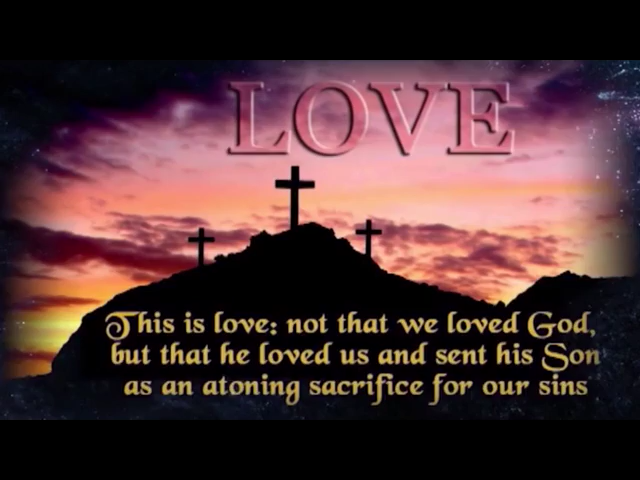 LOVE
This is love: not that we loved God,
but that he loved us and sent his Son
as an atoning sacrifice for our sins